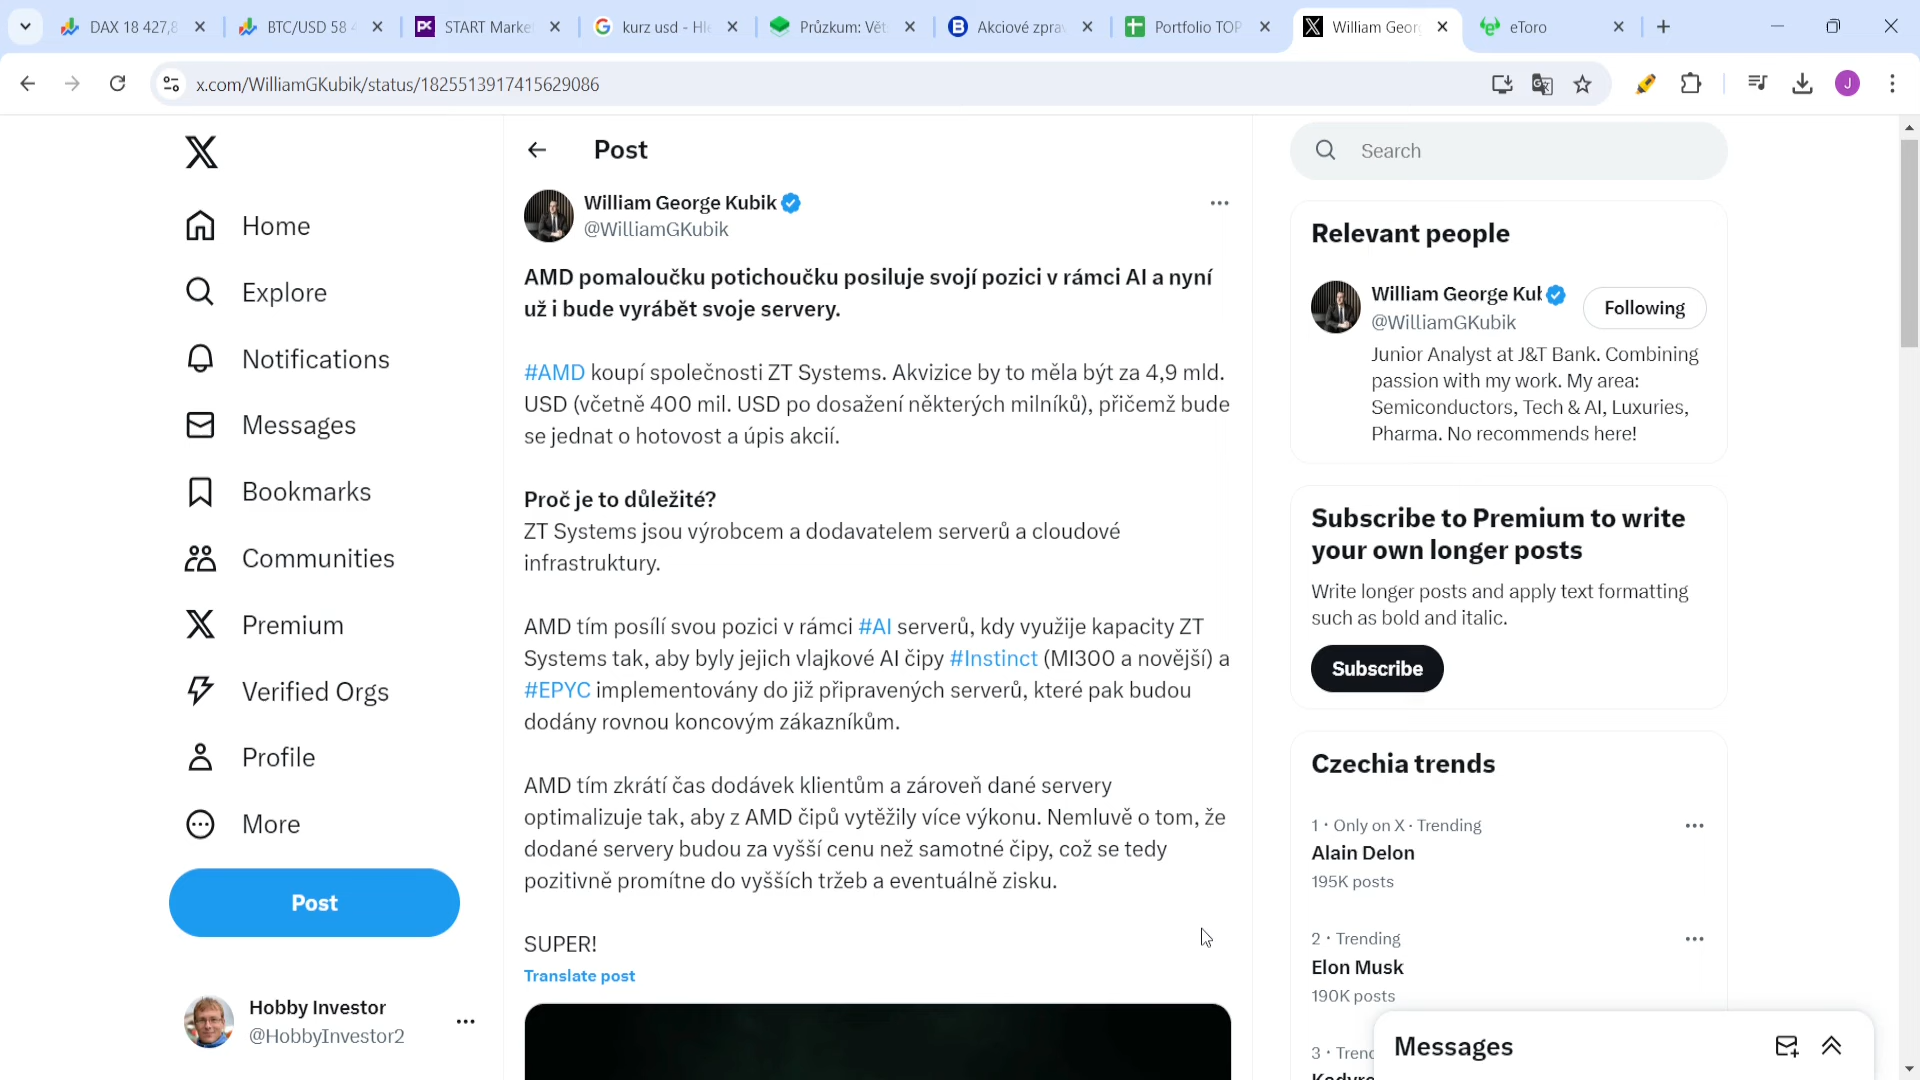 DAX 18 427,8
BTC/USD 58 4
START Marke
kurz usd - Hle
Průzkum: Vět
Akciové zprav
Portfolio TOP
William Geor
eToro
x.com/WilliamGKubik/status/1825513917415629086
J
Home
Explore
Notifications
Messages
Bookmarks
Communities
Premium
Verified Orgs
Profile
More
Post
Hobby Investor
@HobbyInvestor2
Post
William George Kubik
@WilliamGKubik
AMD pomaloučku potichoučku posiluje svojí pozici v rámci AI a nyní
už i bude vyrábět svoje servery.
#AMD koupí společnosti ZT Systems. Akvizice by to měla být za 4,9 mld.
USD (včetně 400 mil. USD po dosažení některých milníků), přičemž bude
se jednat o hotovost a úpis akcií.
Proč je to důležité?
ZT Systems jsou výrobcem a dodavatelem serverů a cloudové
infrastruktury.
AMD tím posílí svou pozici v rámci #AI serverů, kdy využije kapacity ZT
Systems tak, aby byly jejich vlajkové AI čipy #Instinct (MI300 a novější) a
#EPYC implementovány do již připravených serverů, které pak budou
dodány rovnou koncovým zákazníkům.
AMD tím zkrátí čas dodávek klientům a zároveň dané servery
optimalizuje tak, aby z AMD čipů vytěžily více výkonu. Nemluvě o tom, že
dodané servery budou za vyšší cenu než samotné čipy, což se tedy
pozitivně promítne do vyšších tržeb a eventuálně zisku.
SUPER!
Translate post
Search
Relevant people
William George Kub
@WilliamGKubik
Following
Junior Analyst at J&T Bank. Combining
passion with my work. My area:
Semiconductors, Tech & AI, Luxuries,
Pharma. No recommends here!
Subscribe to Premium to write
your own longer posts
Write longer posts and apply text formatting
such as bold and italic.
Subscribe
Czechia trends
1 · Only on X · Trending
Alain Delon
195K posts
2 · Trending
Elon Musk
190K posts
3 · Trend
Messages